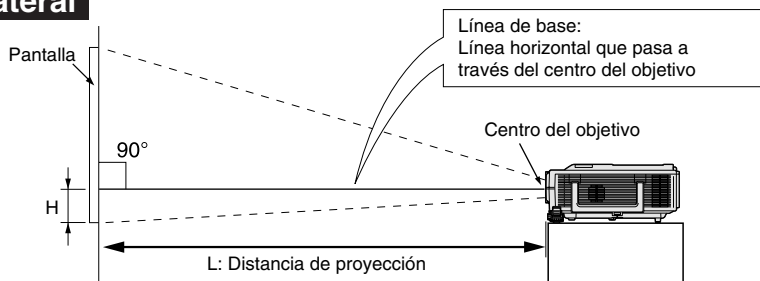 ateral
Línea de base:
Línea horizontal que pasa a
través del centro del objetivo
Pantalla
Centro del objetivo
90°
H
L: Distancia de proyección